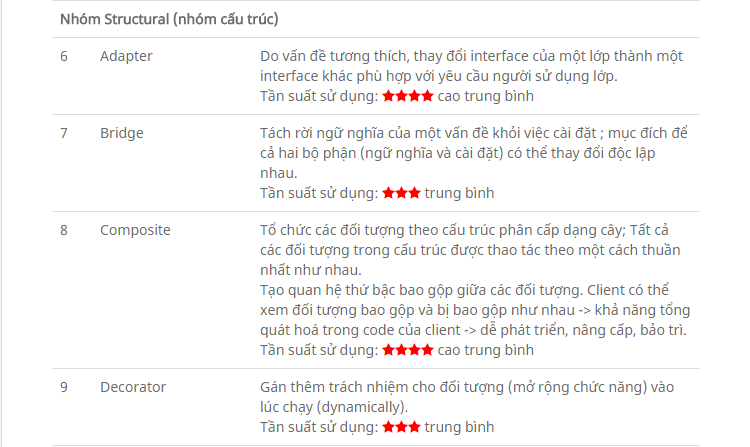 Nhóm Structural (nhóm cấu trúc)
6 Adapter Do vấn đề tương thích, thay đổi interface của một lớp thành một
interface khác phù hợp với yêu cầu người sử dụng lớp.
Tần suất sử dụng: ★★★★ cao trung bình
7 Bridge Tách rời ngữ nghĩa của một vấn đề khỏi việc cài đặt ; mục đích để
cả hai bộ phận (ngữ nghĩa và cài đặt) có thể thay đổi độc lập
nhau.
Tần suất sử dụng: ★★★ trung bình
8 Composite Tổ chức các đối tượng theo cấu trúc phân cấp dạng cây; Tất cả
các đối tượng trong cấu trúc được thao tác theo một cách thuần
nhất như nhau.
Tạo quan hệ thứ bậc bao gộp giữa các đối tượng. Client có thể
xem đối tượng bao gộp và bị bao gộp như nhau -> khả năng tổng
quát hoá trong code của client -> dễ phát triển, nâng cấp, bảo trì.
Tần suất sử dụng: ★★★★ cao trung bình
9 Decorator Gán thêm trách nhiệm cho đối tượng (mở rộng chức năng) vào
lúc chạy (dynamically).
Tần suất sử dụng: ★★★ trung bình